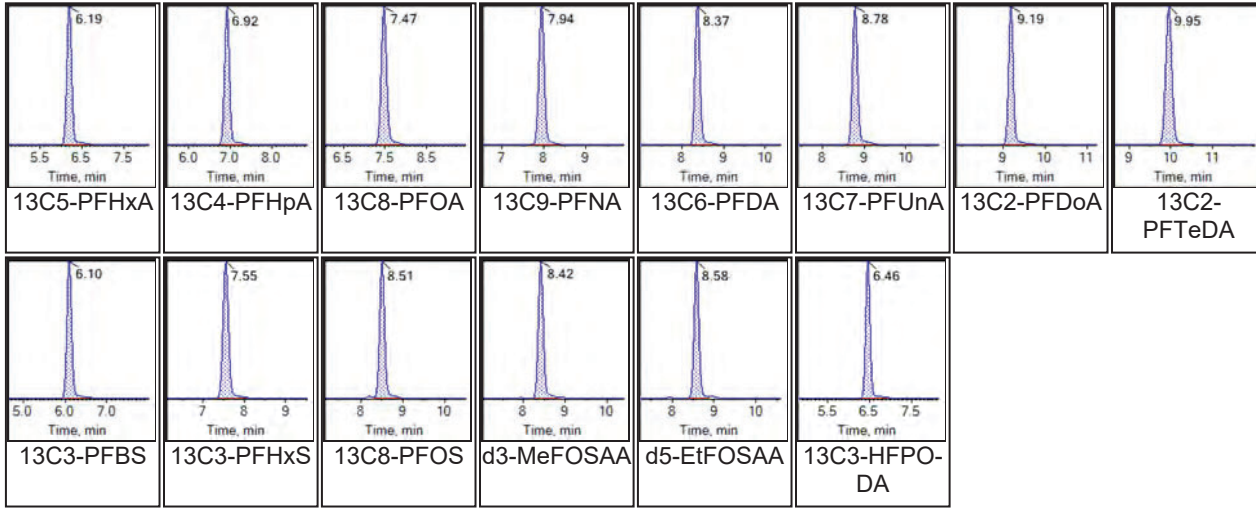 6.19
5.5 6.5 7.5
Time, min
13C5-PFHxA
6.92
6.0 7.0 8.0
Time, min
13C4-PFHpA
7.47
6.5 7.5 8.5
Time, min
13C8-PFOA
7.94
7 8 9
Time, min
13C9-PFNA
8.37
8 9 10
Time, min
13C6-PFDA
8.78
8 9 10
Time, min
13C7-PFUnA
9.19
9 10 11
Time, min
13C2-PFDoA
9.95
9 10 11
Time, min
13C2-
PFTeDA
6.10
5.0 6.0 7.0
Time, min
13C3-PFBS
7.55
7 8 9
Time, min
13C3-PFHxS
8.51
8 9 10
Time, min
13C8-PFOS
8.42
8 9 10
Time, min
d3-MeFOSAA
8.58
8 9 10
Time, min
d5-EtFOSAA
6.46
5.5 6.5 7.5
Time, min
13C3-HFPO-
DA